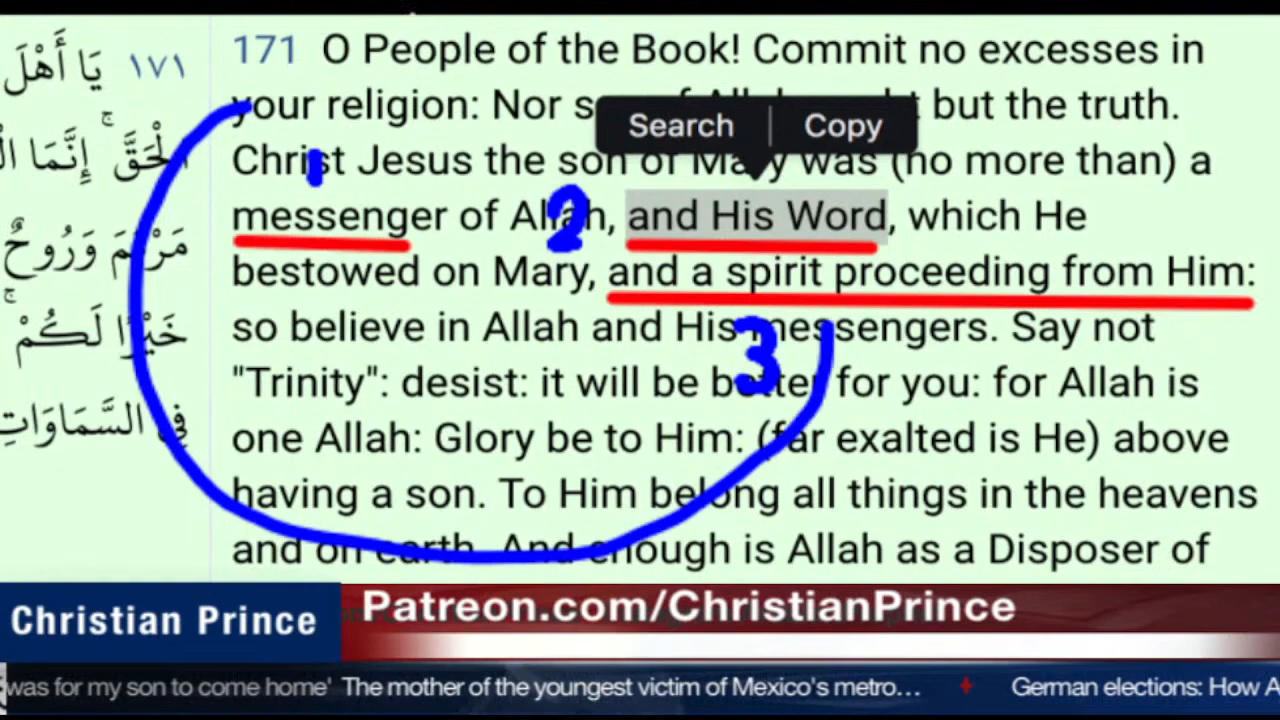 171 O People of the Book! Commit no excesses in
your religion: Nor but the truth.
Search Copy
Christ Jesus the son of Mary was (no more than) a
messenger of Allah, and His Word, which He
bestowed on Mary, and a spirit proceeding from Him:
so believe in Allah and His messengers. Say not
"Trinity": desist: it will be better for you: for Allah is
one Allah: Glory be to Him: (far exalted is He) above
having a son. To Him belong all things in the heavens
and on earth. And enough is Allah as a Disposer of
١٧١ يَا أَهْلَ
الْحَقَّ ۚ إِنَّمَا
مَرْيَمَ وَرُوحٌ
خَيْرًا لَكُمْ ۚ
السَّمَاوَاتِ
1
2
3
Christian Prince
Patreon.com/ChristianPrince
was for my son to come home' The mother of the youngest victim of Mexico's metro... German elections: How A